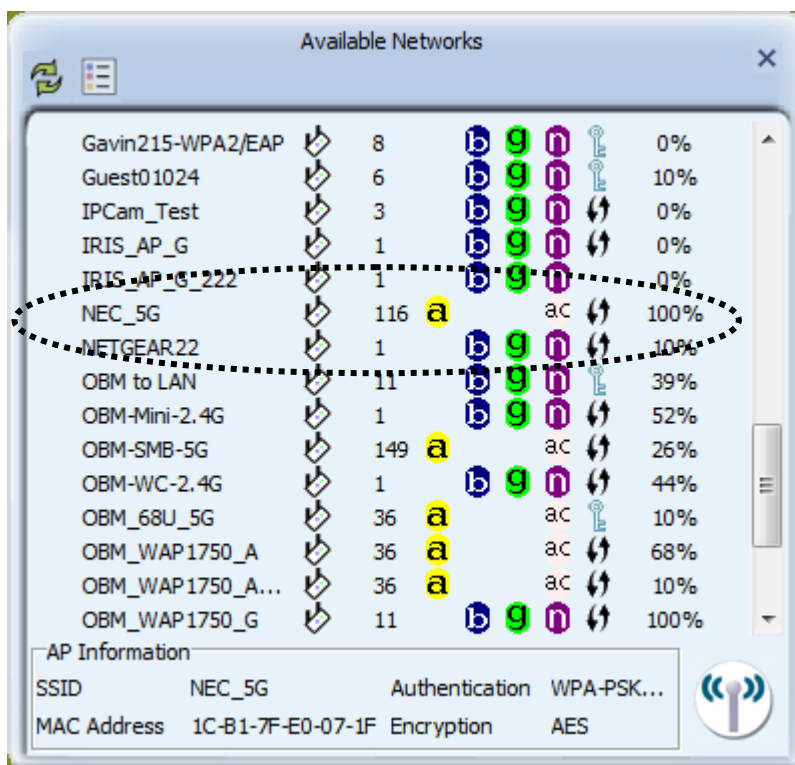 Available Networks
Gavin215-WPA2/EAP 8 b g n 0%
Guest01024 6 b g n 10%
IPCam_Test 3 b g n 0%
IRIS_AP_G 1 b g n 0%
IRIS_AP_G_222 1 b g n 0%
NEC_5G 116 a ac 100%
NETGEAR22 1 b g n 10%
OBM to LAN 11 b g n 39%
OBM-Mini-2.4G 1 b g n 52%
OBM-SMB-5G 149 a ac 26%
OBM-WC-2.4G 1 b g n 44%
OBM_68U_5G 36 a ac 10%
OBM_WAP1750_A 36 a ac 68%
OBM_WAP1750_A... 36 a ac 10%
OBM_WAP1750_G 11 b g n 100%
AP Information
SSID NEC_5G Authentication WPA-PSK...
MAC Address 1C-B1-7F-E0-07-1F Encryption AES